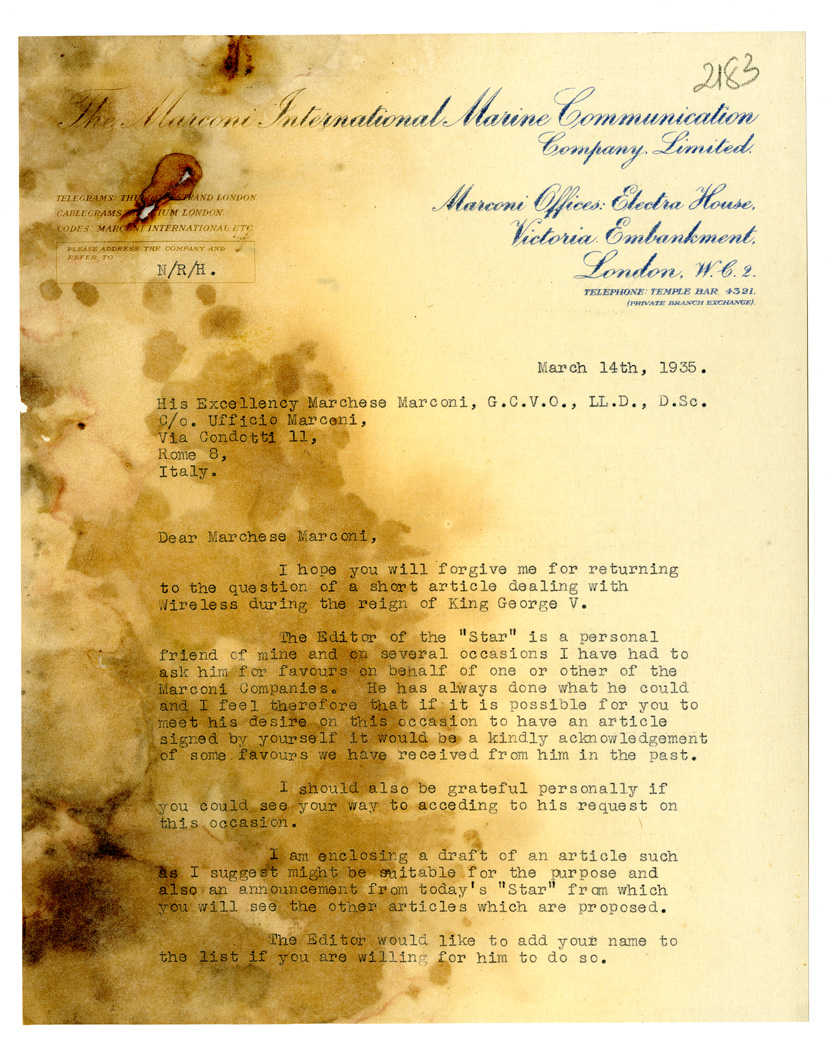 2183
The Marconi International Marine Communication
Company, Limited.
TELEGRAMS: STRAND LONDON
CABLEGRAMS: LONDON
CODES: MARCONI INTERNATIONAL ETC
PLEASE ADDRESS THE COMPANY AND
REFER TO
N/R/H.
Marconi Offices: Electra House,
Victoria Embankment,
London, W.C.2.
TELEPHONE: TEMPLE BAR 4321.
(PRIVATE BRANCH EXCHANGE).
March 14th, 1935.
His Excellency Marchese Marconi, G.C.V.O., LL.D., D.Sc.
C/o. Ufficio Marconi,
Via Condotti 11,
Rome 8,
Italy.
Dear Marchese Marconi,
I hope you will forgive me for returning
to the question of a short article dealing with
Wireless during the reign of King George V.
The Editor of the "Star" is a personal
friend of mine and on several occasions I have had to
ask him for favours on behalf of one or other of the
Marconi Companies. He has always done what he could
and I feel therefore that if it is possible for you to
meet his desire on this occasion to have an article
signed by yourself it would be a kindly acknowledgement
of some favours we have received from him in the past.
I should also be grateful personally if
you could see your way to acceding to his request on
this occasion.
I am enclosing a draft of an article such
as I suggest might be suitable for the purpose and
also an announcement from today's "Star" from which
you will see the other articles which are proposed.
The Editor would like to add your name to
the list if you are willing for him to do so.